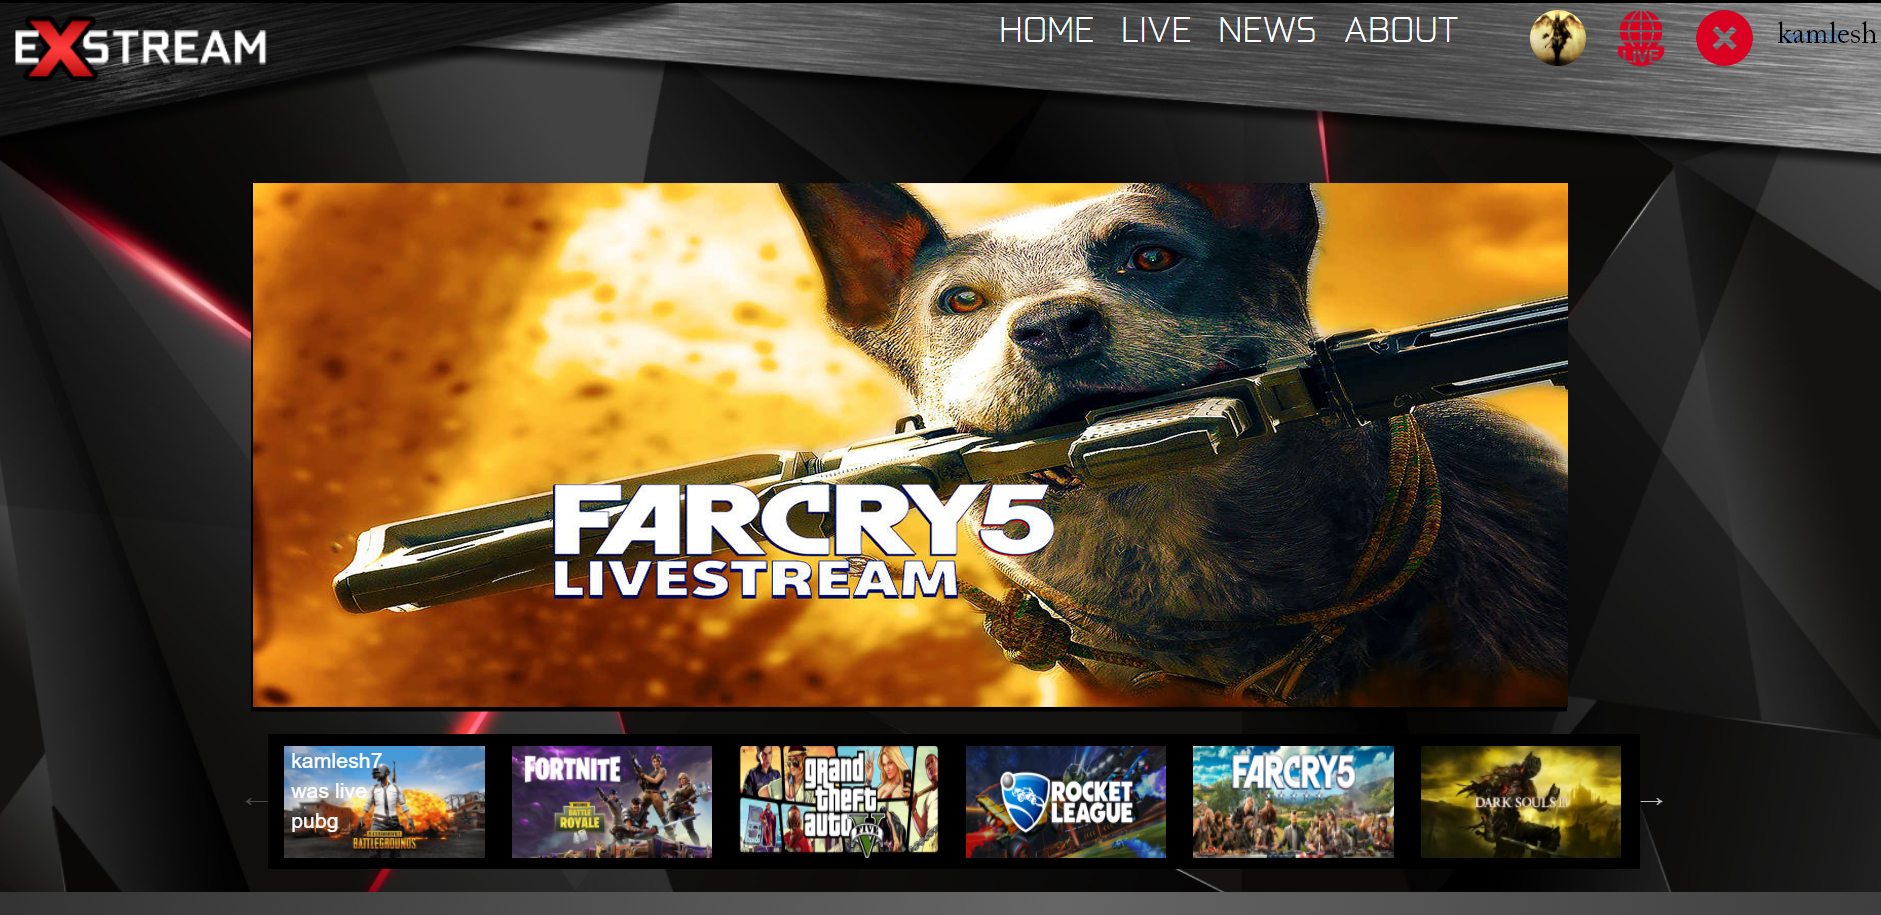 EXSTREAM
HOME LIVE NEWS ABOUT
LIVE
kamlesh
FARCRY5
LIVESTREAM
kamlesh7
was live
pubg
BATTLEGROUNDS
FORTNITE
BATTLE
ROYALE
grand
theft
auto
FIVE
ROCKET
LEAGUE
FARCRY5
DARK SOULS III